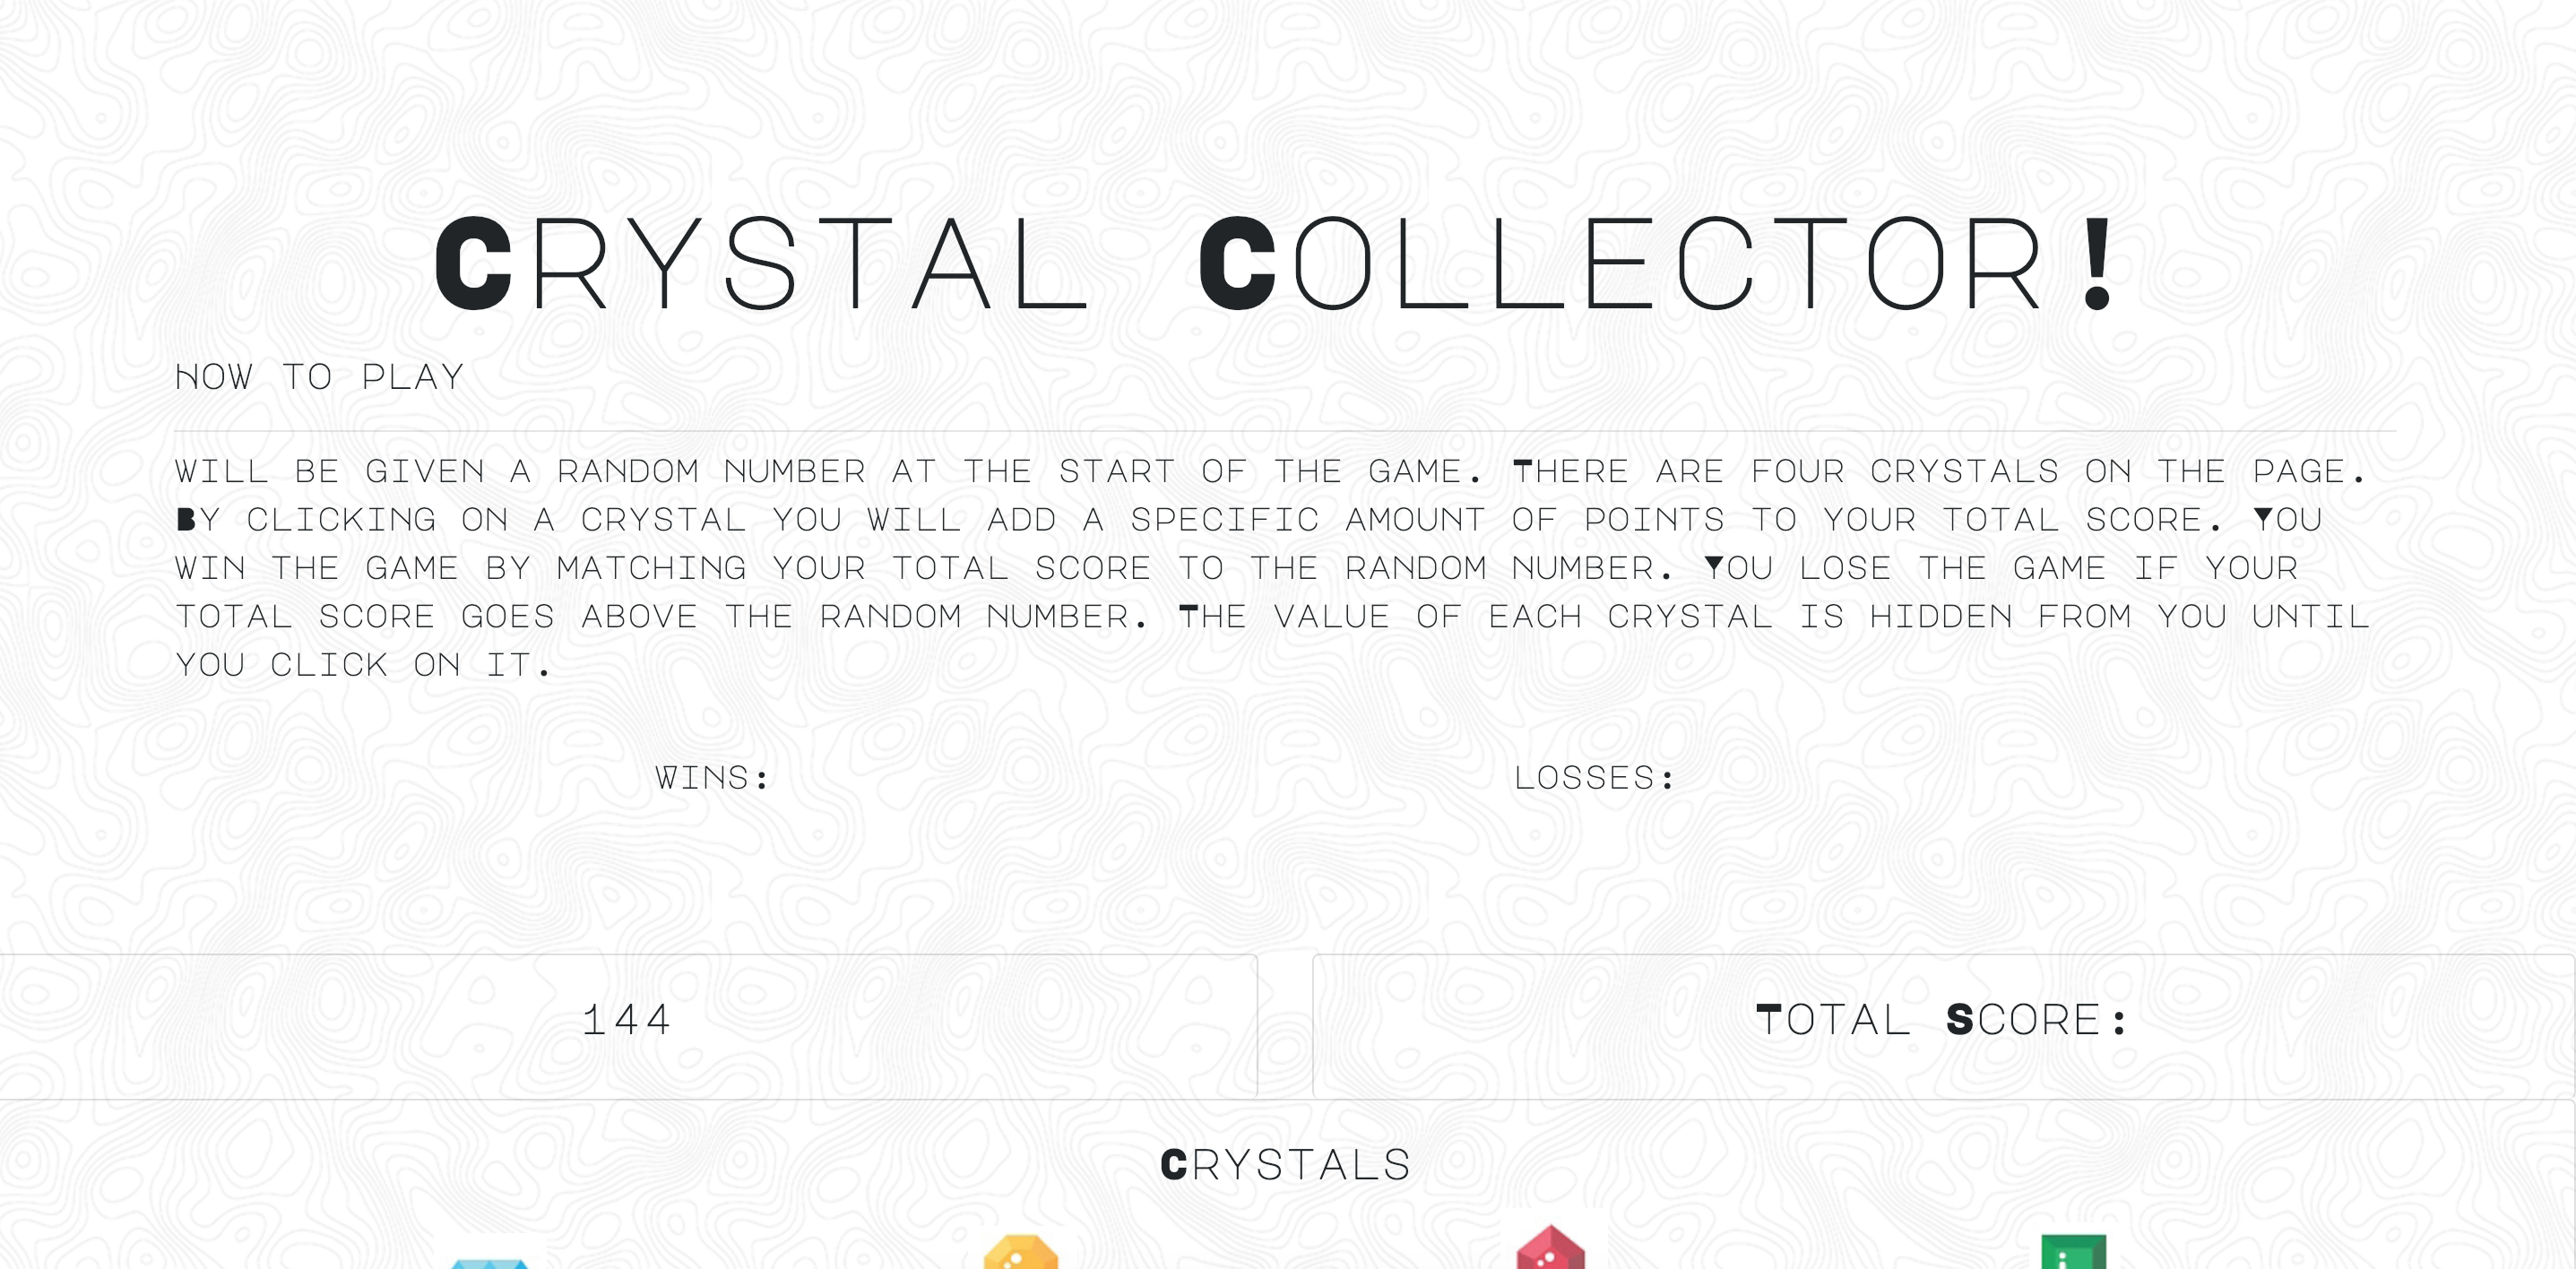 Crystal Collector!
how to play
will be given a random number at the start of the game. There are four crystals on the page.
By clicking on a crystal you will add a specific amount of points to your total score. You
win the game by matching your total score to the random number. You lose the game if your
total score goes above the random number. The value of each crystal is hidden from you until
you click on it.
wins: losses:
144 Total Score:
Crystals